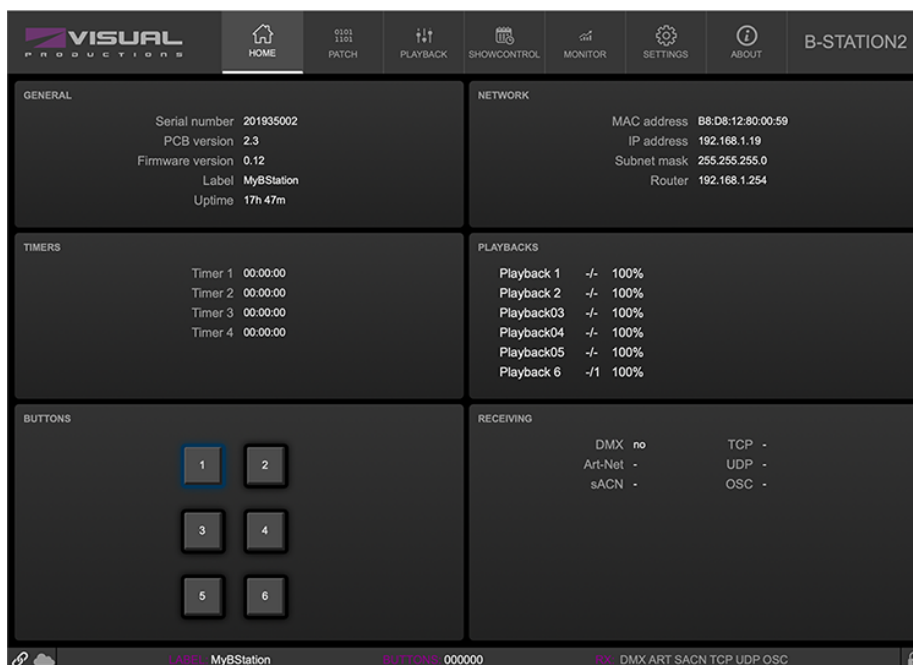 VISUAL
PRODUCTIONS
HOME
0101
1101
PATCH
PLAYBACK
SHOWCONTROL
MONITOR
SETTINGS
ABOUT
B-STATION2
GENERAL
Serial number 201935002
PCB version 2.3
Firmware version 0.12
Label MyBStation
Uptime 17h 47m
NETWORK
MAC address B8:D8:12:80:00:59
IP address 192.168.1.19
Subnet mask 255.255.255.0
Router 192.168.1.254
TIMERS
Timer 1 00:00:00
Timer 2 00:00:00
Timer 3 00:00:00
Timer 4 00:00:00
PLAYBACKS
Playback 1 -/- 100%
Playback 2 -/- 100%
Playback03 -/- 100%
Playback04 -/- 100%
Playback05 -/- 100%
Playback 6 -/1 100%
BUTTONS
1 2
3 4
5 6
RECEIVING
DMX no TCP -
Art-Net - UDP -
sACN - OSC -
LABEL: MyBStation BUTTONS: 000000 DMX ART SACN TCP UDP OSC